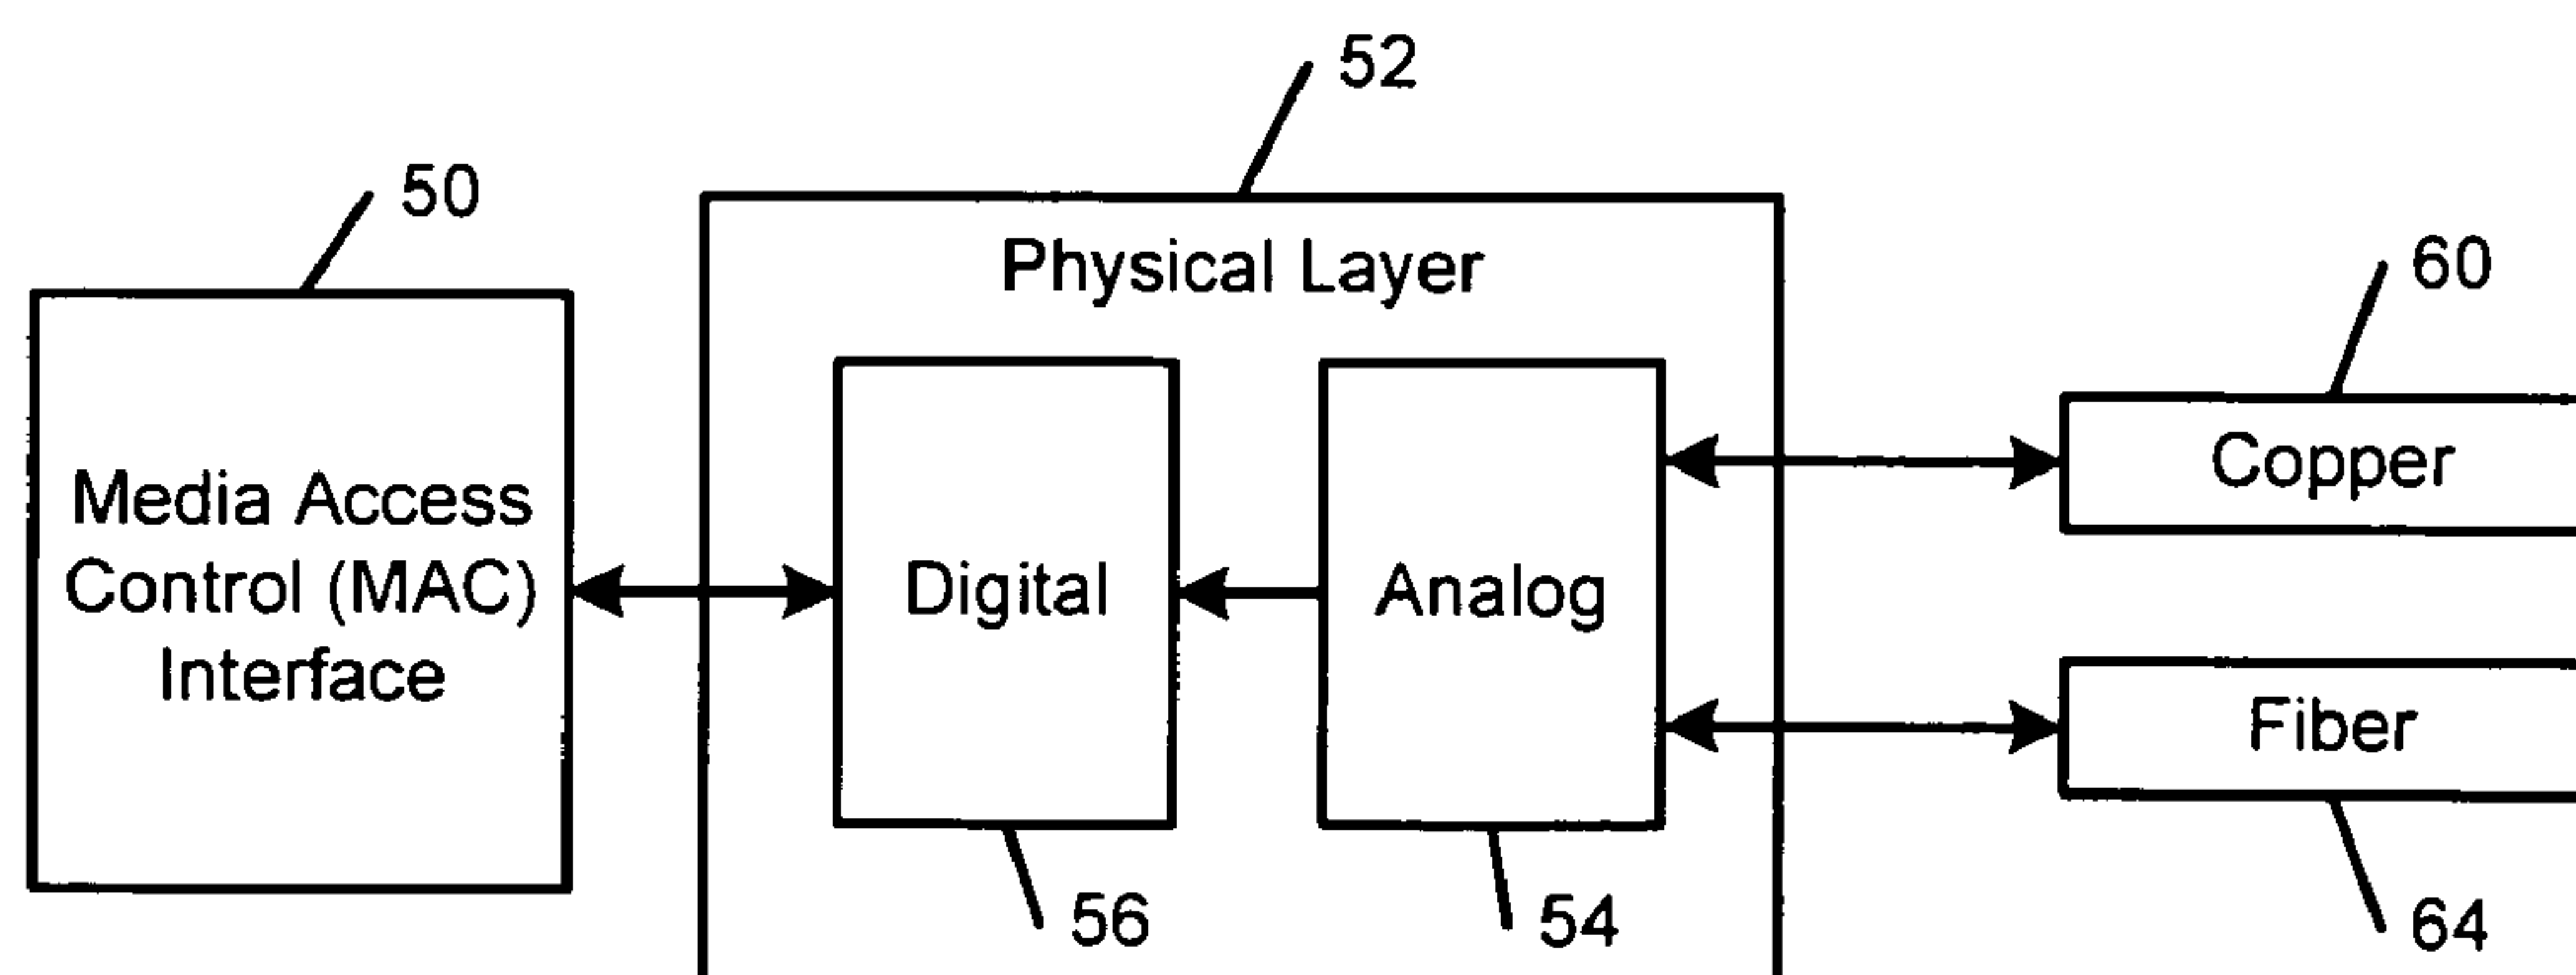 52
50
Physical Layer
60
Media Access
Control (MAC)
Interface
Digital
Analog
Copper
Fiber
56
54
64